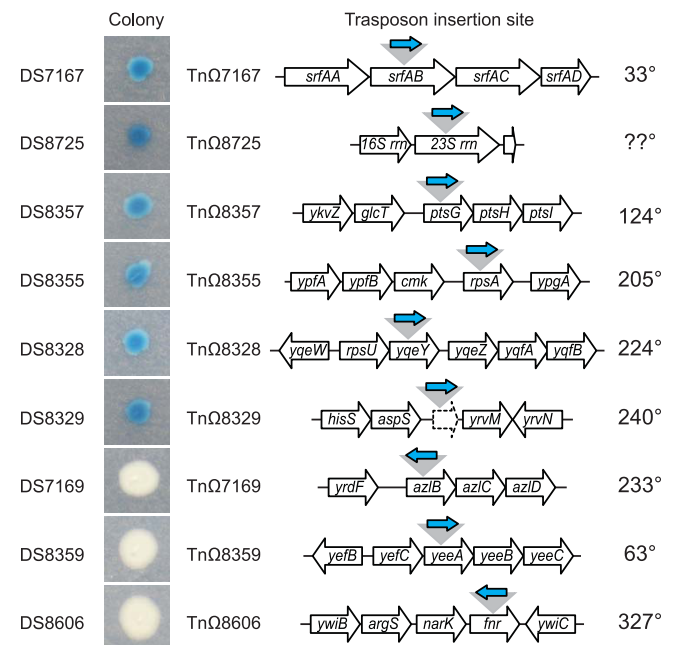 Colony Trasposon insertion site
DS7167 TnΩ7167 srfAA srfAB srfAC srfAD 33°
DS8725 TnΩ8725 16S rrn 23S rrn ??°
DS8357 TnΩ8357 ykvZ glcT ptsG ptsH ptsI 124°
DS8355 TnΩ8355 ypfA ypfB cmk rpsA ypgA 205°
DS8328 TnΩ8328 yqeW rpsU yqeY yqeZ yqfA yqfB 224°
DS8329 TnΩ8329 hisS aspS yrvM yrvN 240°
DS7169 TnΩ7169 yrdF azlB azlC azlD 233°
DS8359 TnΩ8359 yefB yefC yeeA yeeB yeeC 63°
DS8606 TnΩ8606 ywiB argS narK fnr ywiC 327°